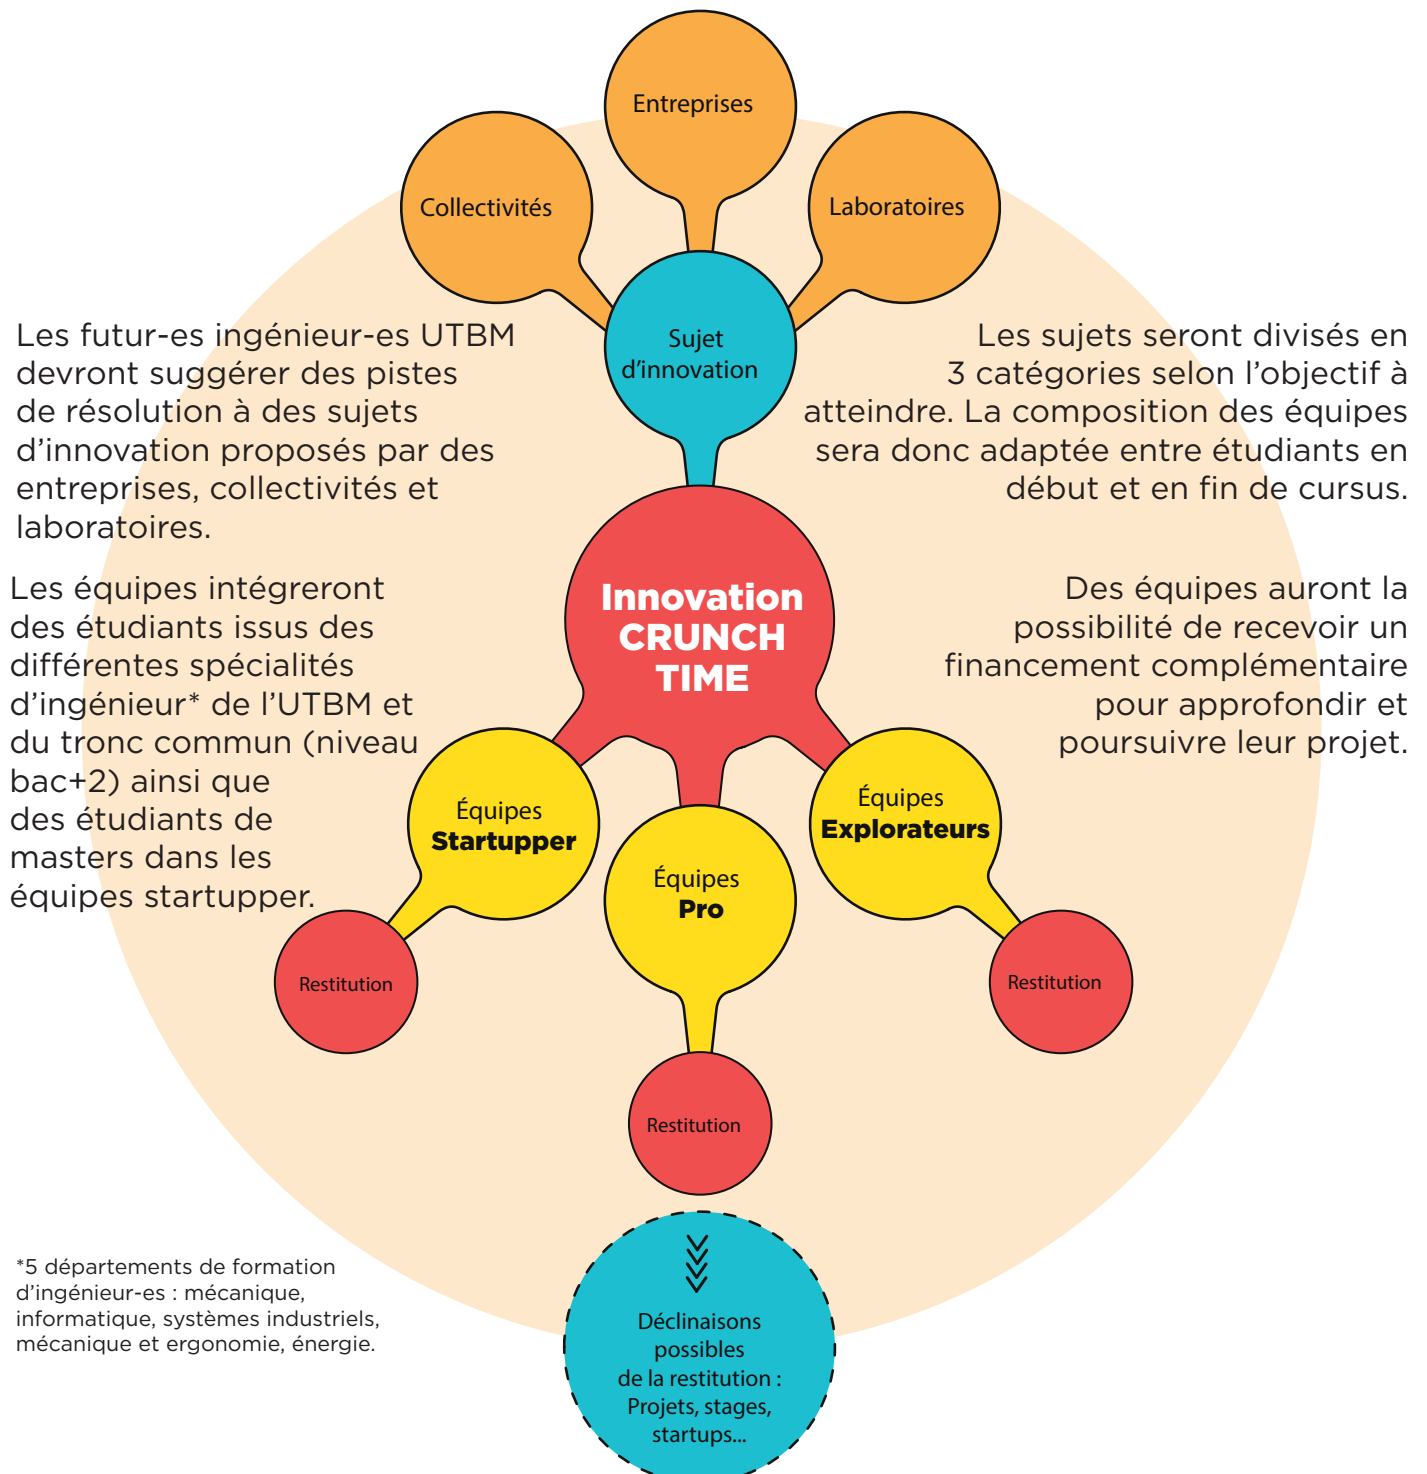 Entreprises
Collectivités
Laboratoires
Sujet
d’innovation
Les futur-es ingénieur-es UTBM
devront suggérer des pistes
de résolution à des sujets
d’innovation proposés par des
entreprises, collectivités et
laboratoires.
Les sujets seront divisés en
3 catégories selon l’objectif à
atteindre. La composition des équipes
sera donc adaptée entre étudiants en
début et en fin de cursus.
Innovation
CRUNCH
TIME
Les équipes intégreront
des étudiants issus des
différentes spécialités
d’ingénieur* de l’UTBM et
du tronc commun (niveau
bac+2) ainsi que
des étudiants de
masters dans les
équipes startupper.
Des équipes auront la
possibilité de recevoir un
financement complémentaire
pour approfondir et
poursuivre leur projet.
Équipes
Startupper
Équipes
Pro
Équipes
Explorateurs
Restitution
Restitution
Restitution
*5 départements de formation
d’ingénieur-es : mécanique,
informatique, systèmes industriels,
mécanique et ergonomie, énergie.
Déclinaisons
possibles
de la restitution :
Projets, stages,
startups...